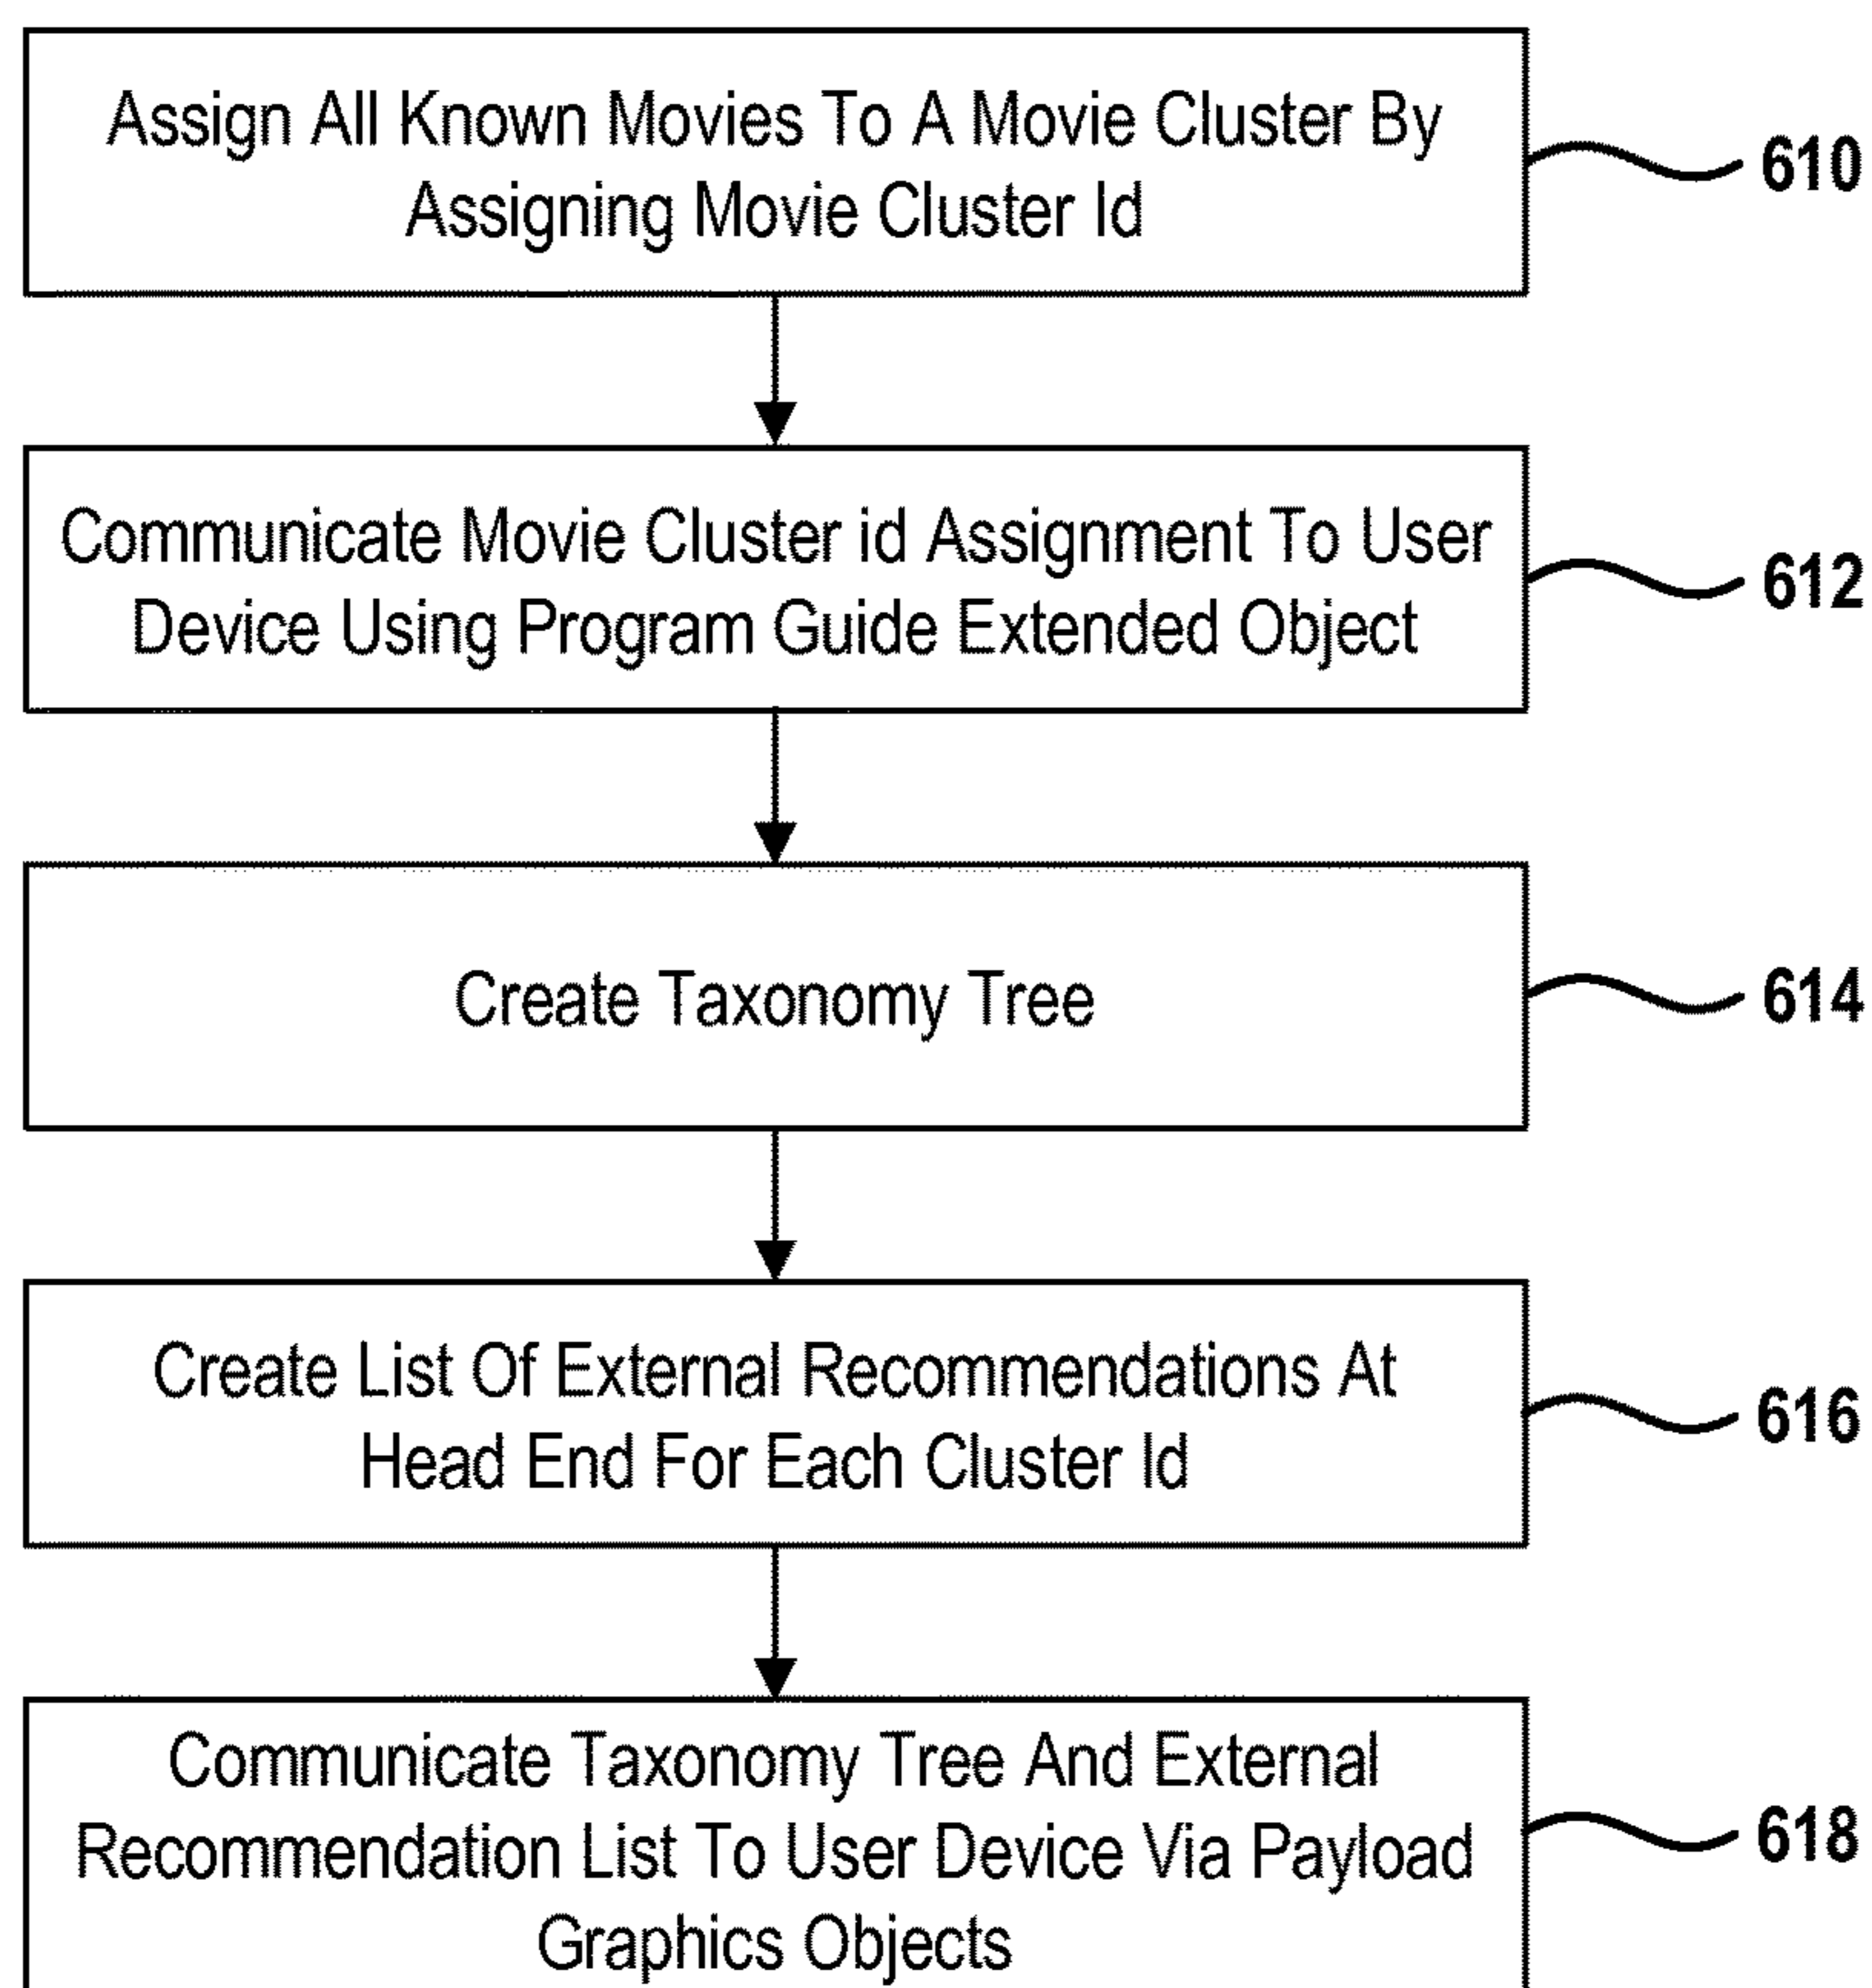 Assign All Known Movies To A Movie Cluster By
Assigning Movie Cluster Id
610
Communicate Movie Cluster id Assignment To User
Device Using Program Guide Extended Object
612
Create Taxonomy Tree
614
Create List Of External Recommendations At
Head End For Each Cluster Id
616
Communicate Taxonomy Tree And External
Recommendation List To User Device Via Payload
Graphics Objects
618